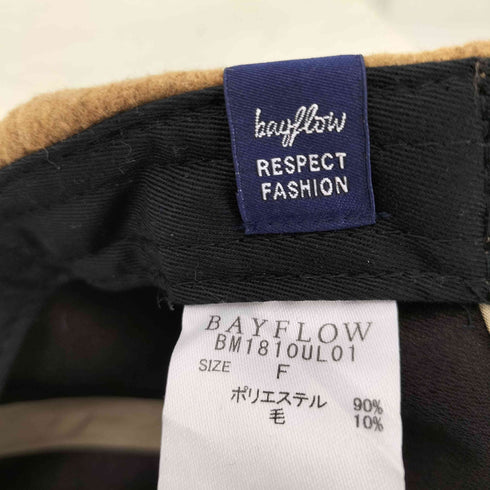 bayflow
RESPECT
FASHION
BAYFLOW
BM1810UL01
SIZE F
ポリエステル 90%
毛 10%